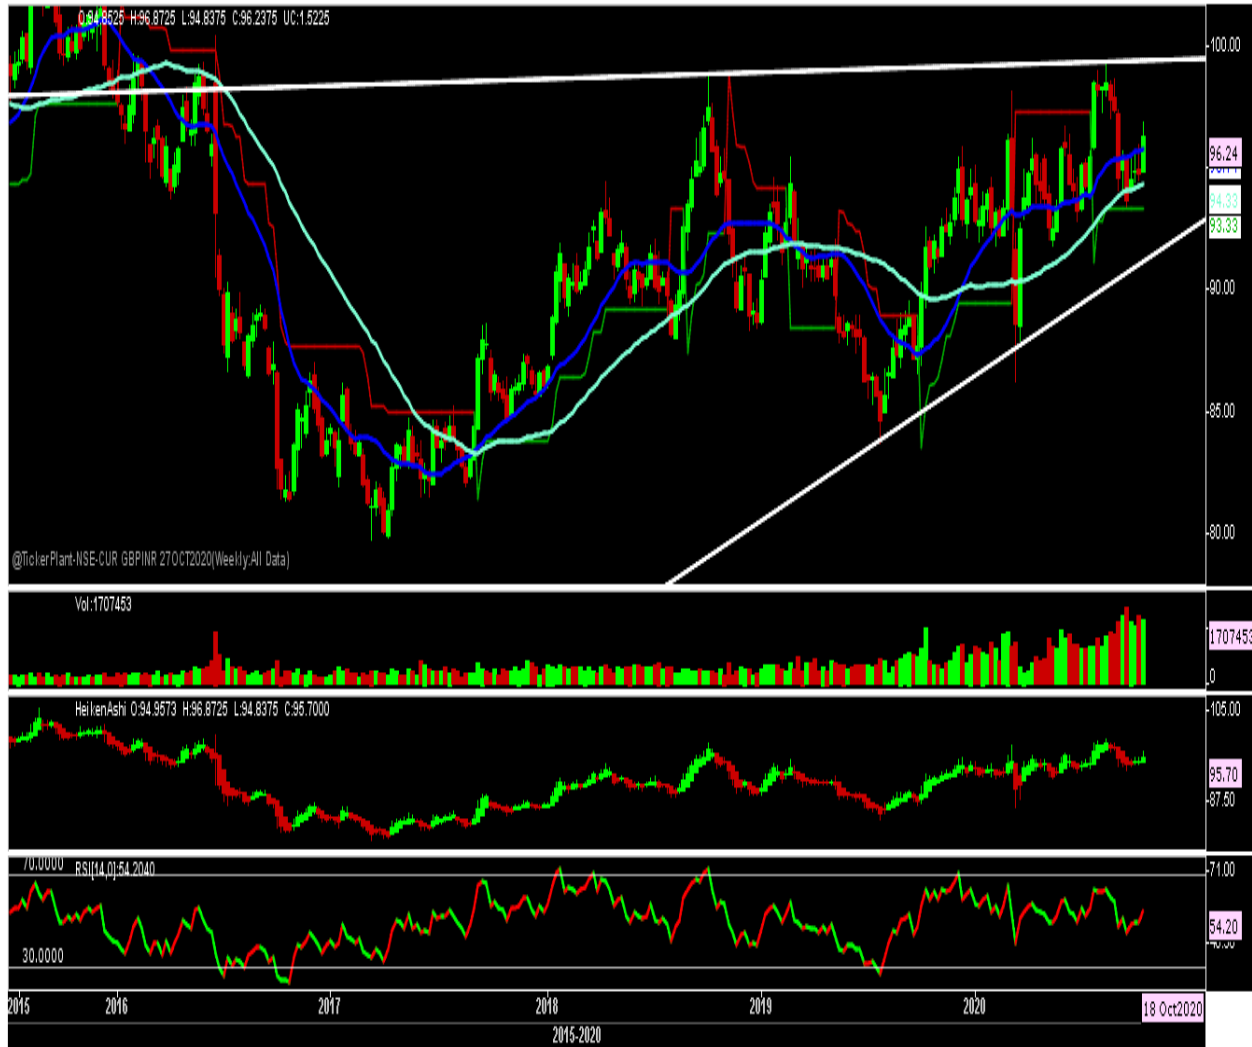 O:94.8525 H:96.8725 L:94.8375 C:96.2375 UC:1.5225
100.00
96.24
94.33
93.33
90.00
85.00
80.00
@TickerPlant-NSE-CUR GBPINR 27OCT2020(Weekly:All Data)
Vol:1707453
1707453
0
HeikenAshi O:94.9573 H:96.8725 L:94.8375 C:95.7000
105.00
95.70
87.50
70.0000
RSI[14,0]:54.2040
71.00
54.20
30.0000
2015 2016 2017 2018 2019 2020
18 Oct2020
2015-2020